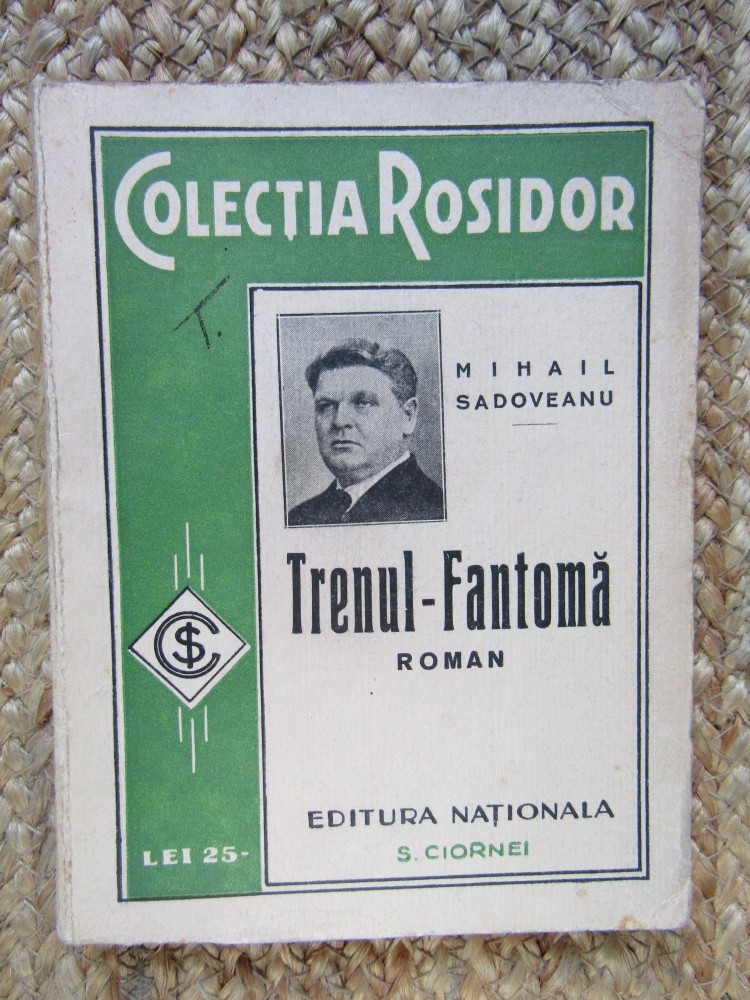 COLECȚIA ROSIDOR
T.
MIHAIL
SADOVEANU
Trenul-Fantomă
ROMAN
CS
EDITURA NAȚIONALA
S. CIORNEI
LEI 25-